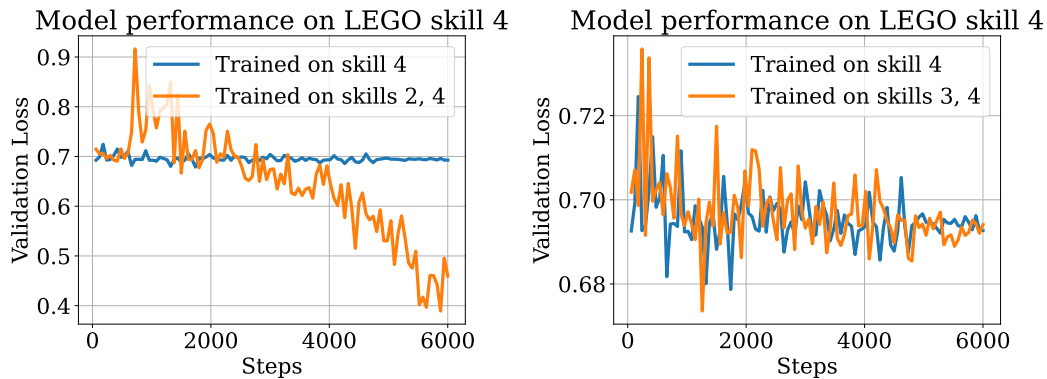 Model performance on LEGO skill 4
Trained on skill 4
Trained on skills 2, 4
Validation Loss
0.9
0.8
0.7
0.6
0.5
0.4
0
2000
4000
6000
Steps
Model performance on LEGO skill 4
Trained on skill 4
Trained on skills 3, 4
Validation Loss
0.72
0.70
0.68
0
2000
4000
6000
Steps